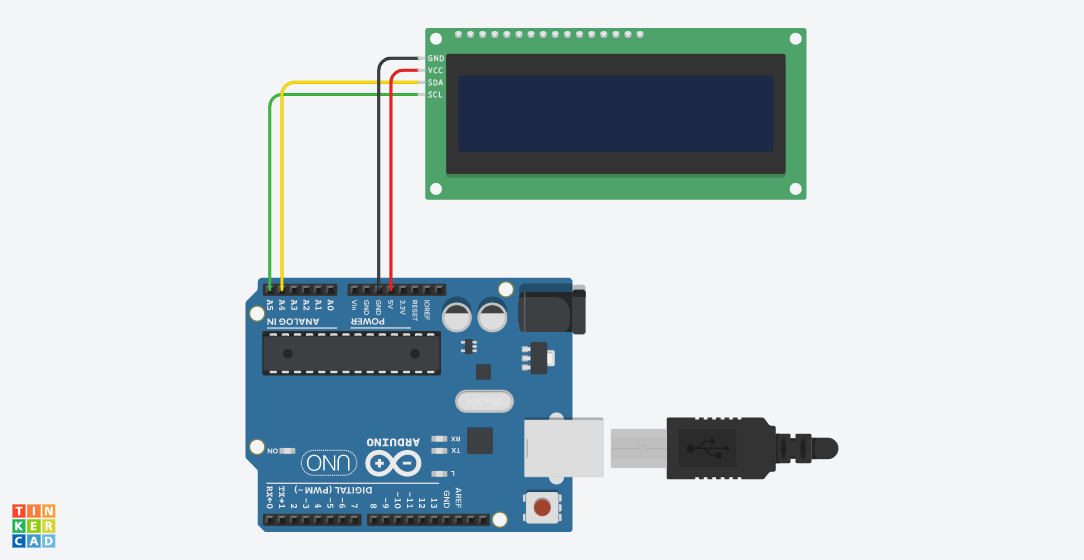 GND
VCC
SDA
SCL
A5 A4 A3 A2 A1 A0
Vin GND GND 5V 3.3V RESET IOREF
ANALOG IN
POWER
ON
UNO
ARDUINO
RX
TX
L
DIGITAL (PWM~)
RX←0 TX→1 2 ~3 4 ~5 ~6 7 8 ~9 ~10 ~11 12 13 GND AREF
TIN
KER
CAD